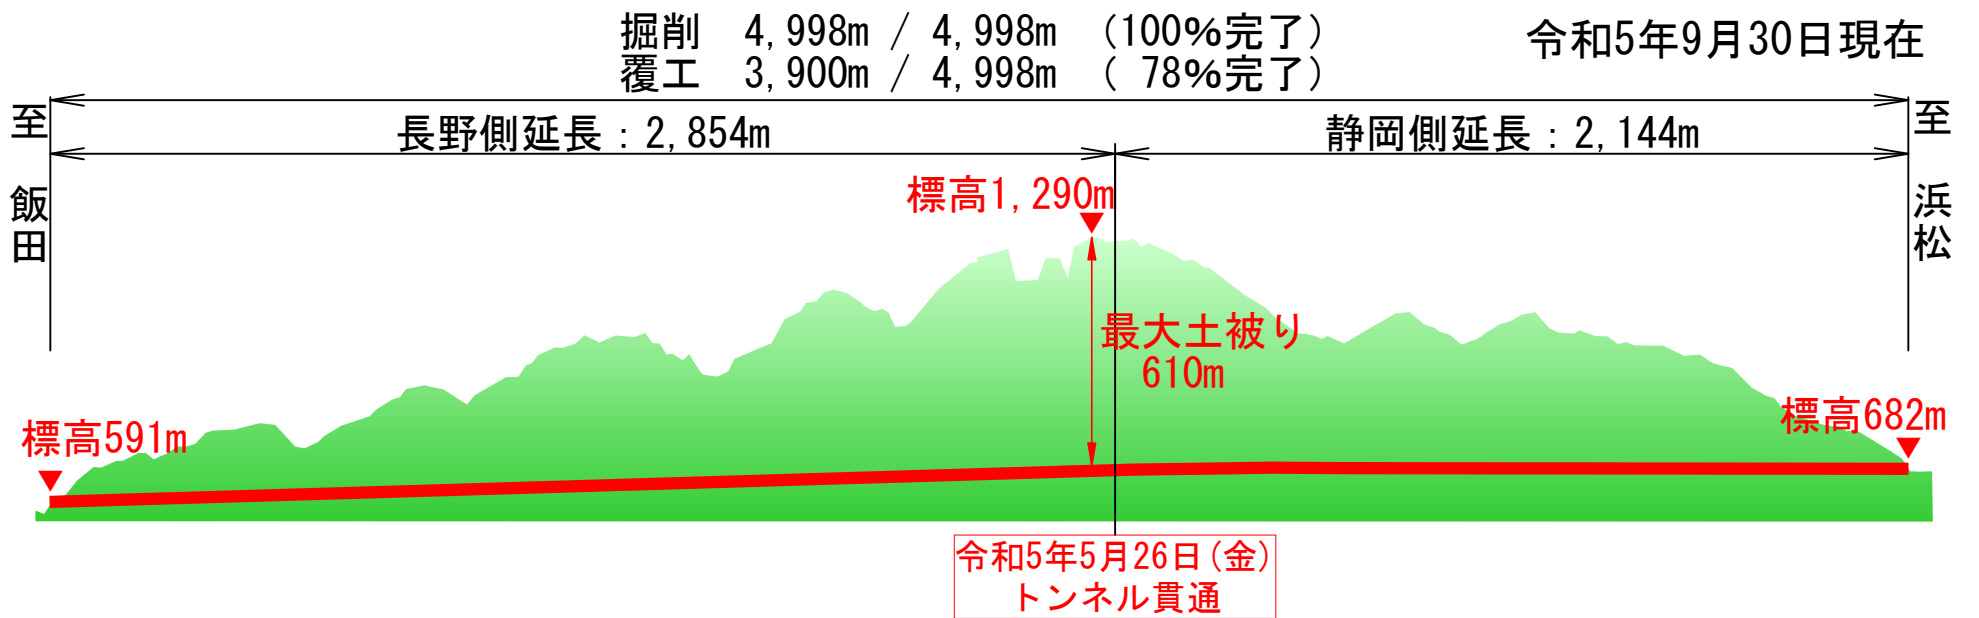 掘削 4,998m / 4,998m (100%完了)
覆工 3,900m / 4,998m ( 78%完了)
令和5年9月30日現在
至 飯田
長野側延長：2,854m
静岡側延長：2,144m
至 浜松
標高1,290m
最大土被り
610m
標高591m
標高682m
令和5年5月26日(金)
トンネル貫通